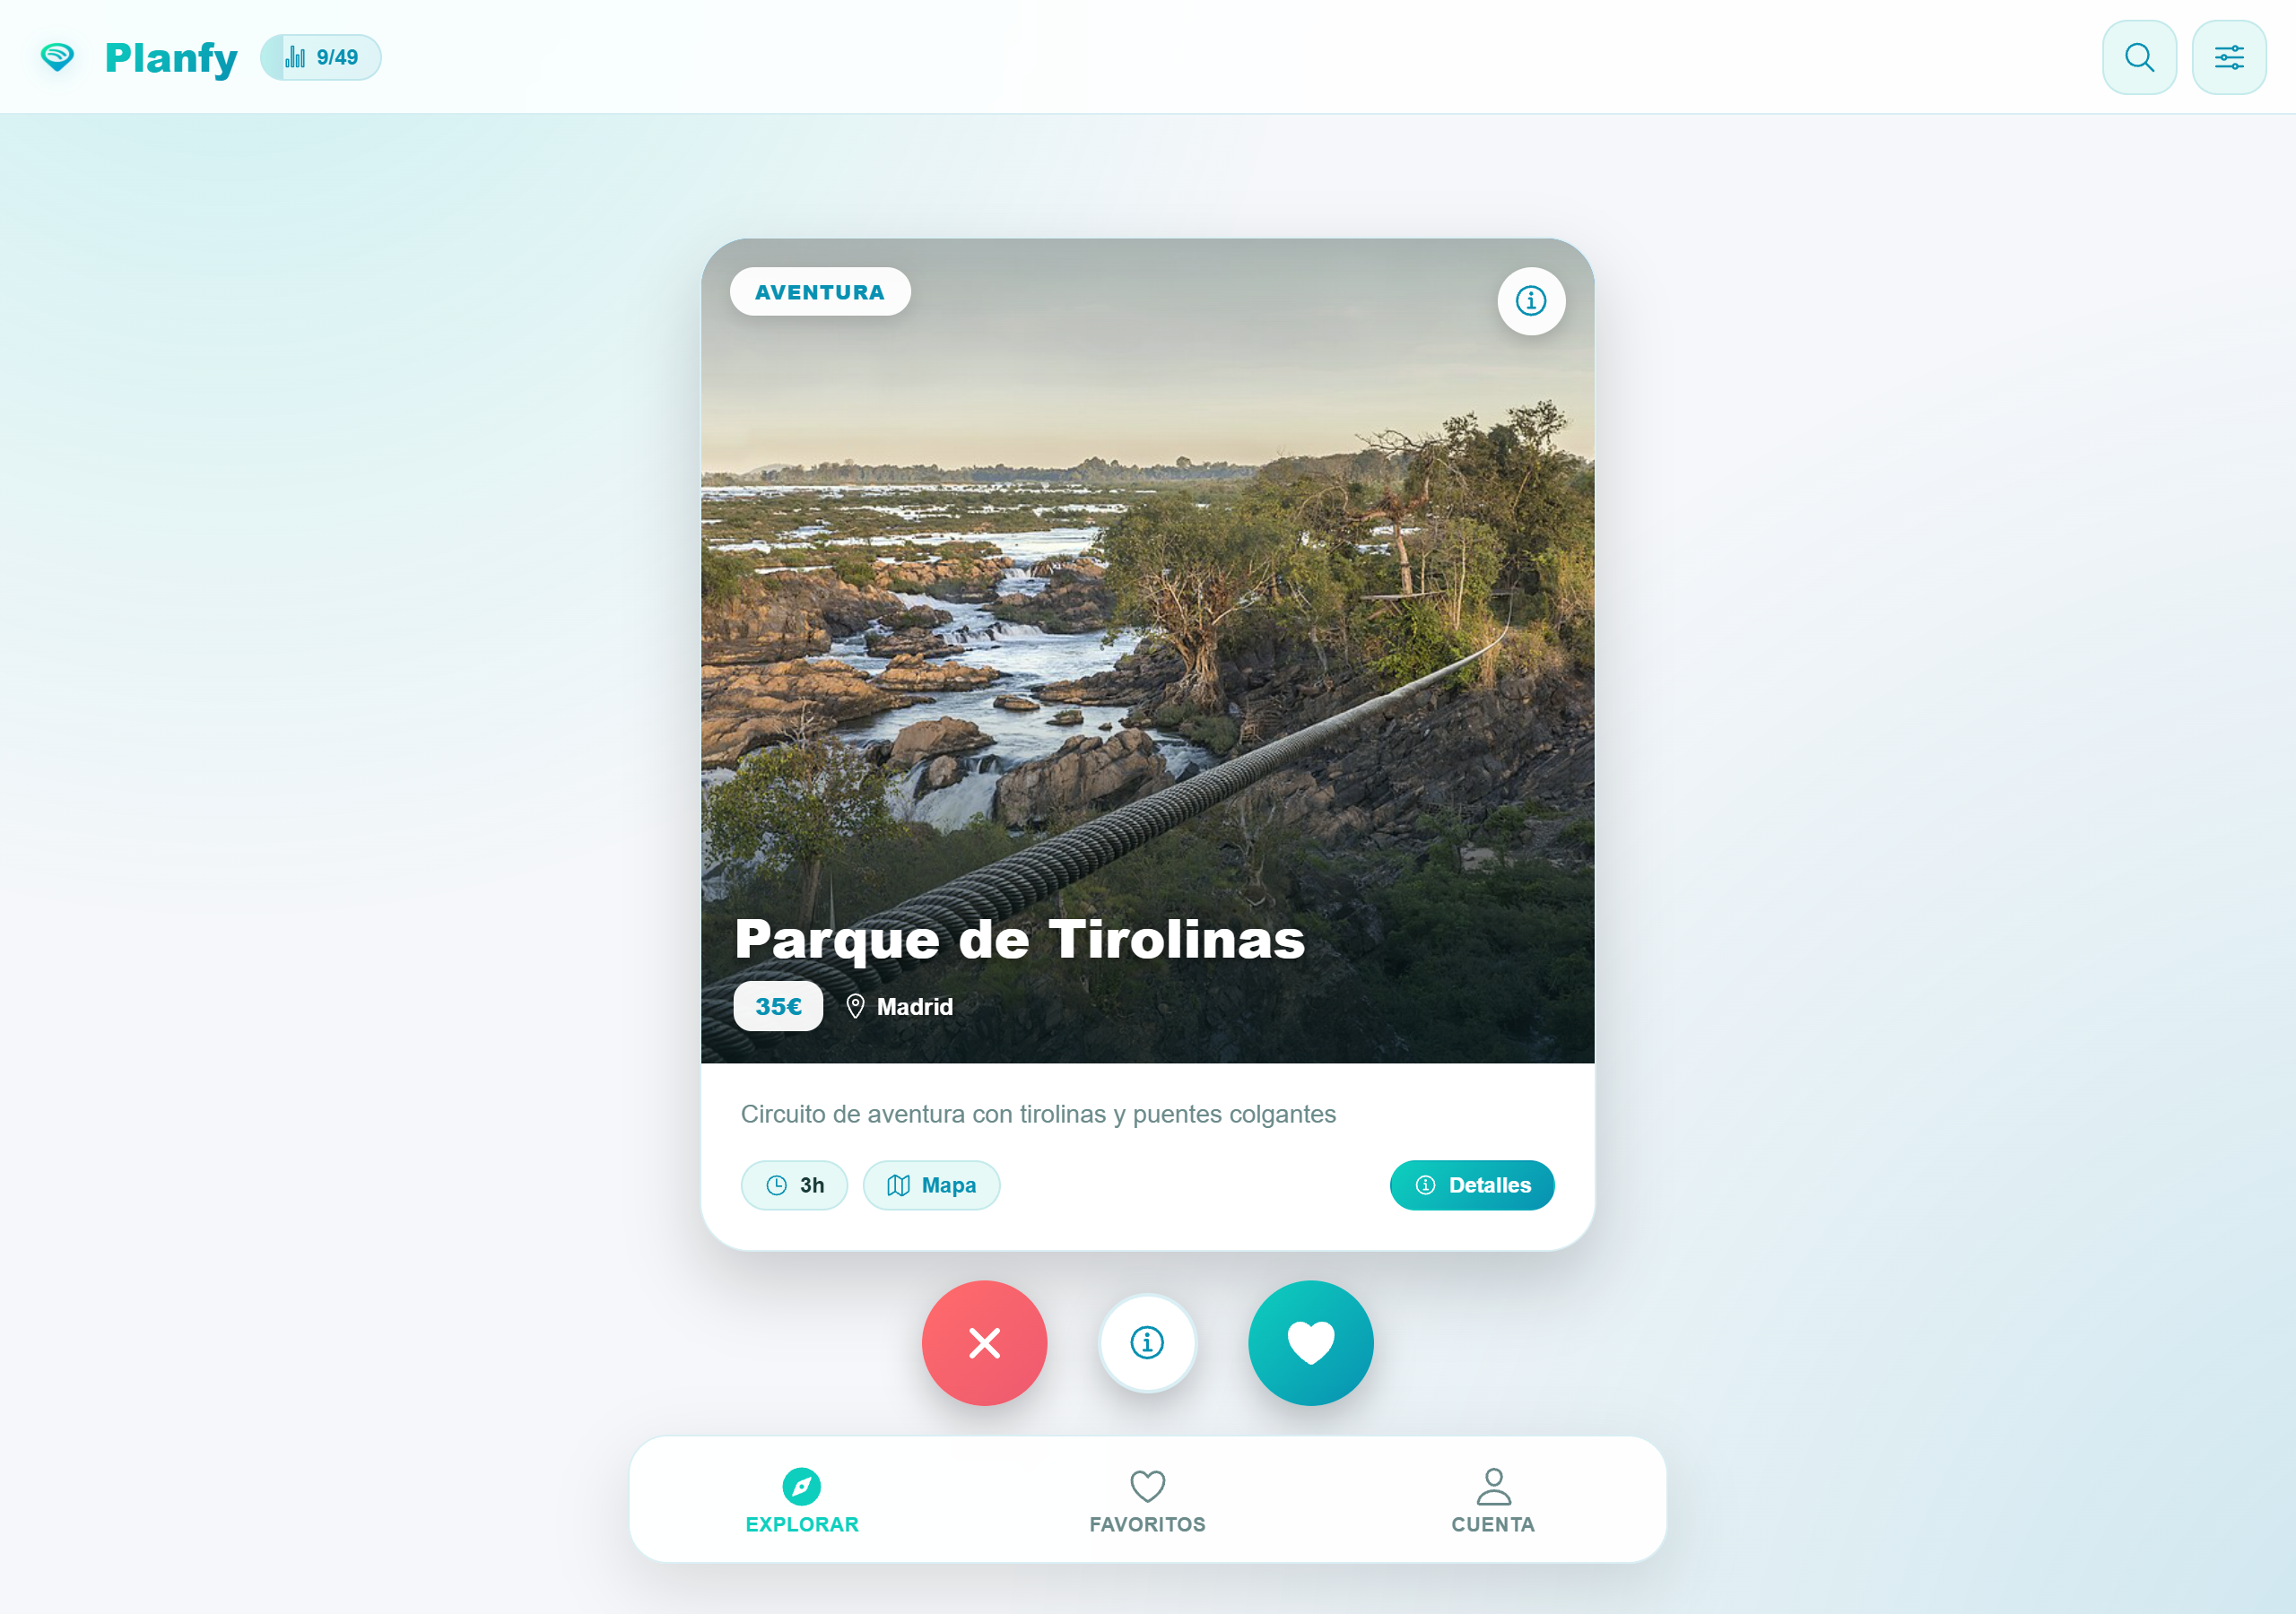 Planfy
9/49
AVENTURA
Parque de Tirolinas
35€
Madrid
Circuito de aventura con tirolinas y puentes colgantes
3h
Mapa
Detalles
EXPLORAR
FAVORITOS
CUENTA